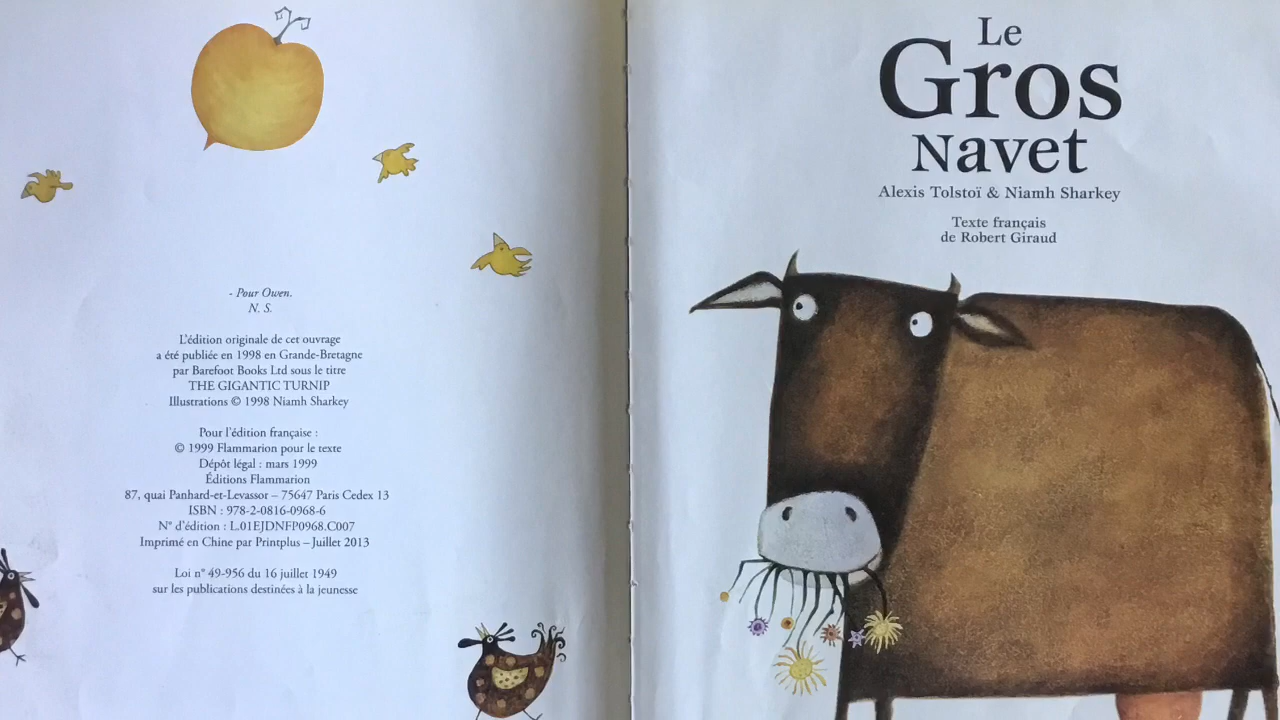 - Pour Owen.
N. S.
L'édition originale de cet ouvrage
a été publiée en 1998 en Grande-Bretagne
par Barefoot Books Ltd sous le titre
THE GIGANTIC TURNIP
Illustrations © 1998 Niamh Sharkey
Pour l'édition française :
© 1999 Flammarion pour le texte
Dépôt légal : mars 1999
Éditions Flammarion
87, quai Panhard-et-Levassor – 75647 Paris Cedex 13
ISBN : 978-2-0816-0968-6
N° d'édition : L.01EJDNFP0968.C007
Imprimé en Chine par Printplus – Juillet 2013
Loi n° 49-956 du 16 juillet 1949
sur les publications destinées à la jeunesse
Le
Gros
Navet
Alexis Tolstoï & Niamh Sharkey
Texte français
de Robert Giraud